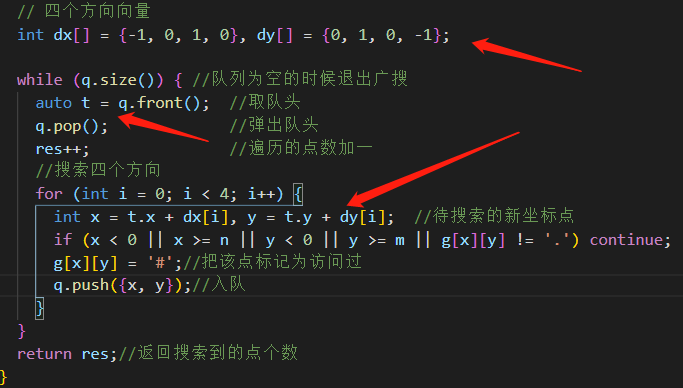 // 四个方向向量
int dx[] = {-1, 0, 1, 0}, dy[] = {0, 1, 0, -1};
while (q.size()) { //队列为空的时候退出广搜
auto t = q.front(); //取队头
q.pop(); //弹出队头
res++; //遍历的点数加一
//搜索四个方向
for (int i = 0; i < 4; i++) {
int x = t.x + dx[i], y = t.y + dy[i]; //待搜索的新坐标点
if (x < 0 || x >= n || y < 0 || y >= m || g[x][y] != '.') continue;
g[x][y] = '#';//把该点标记为访问过
q.push({x, y});//入队
}
}
return res;//返回搜索到的点个数
}